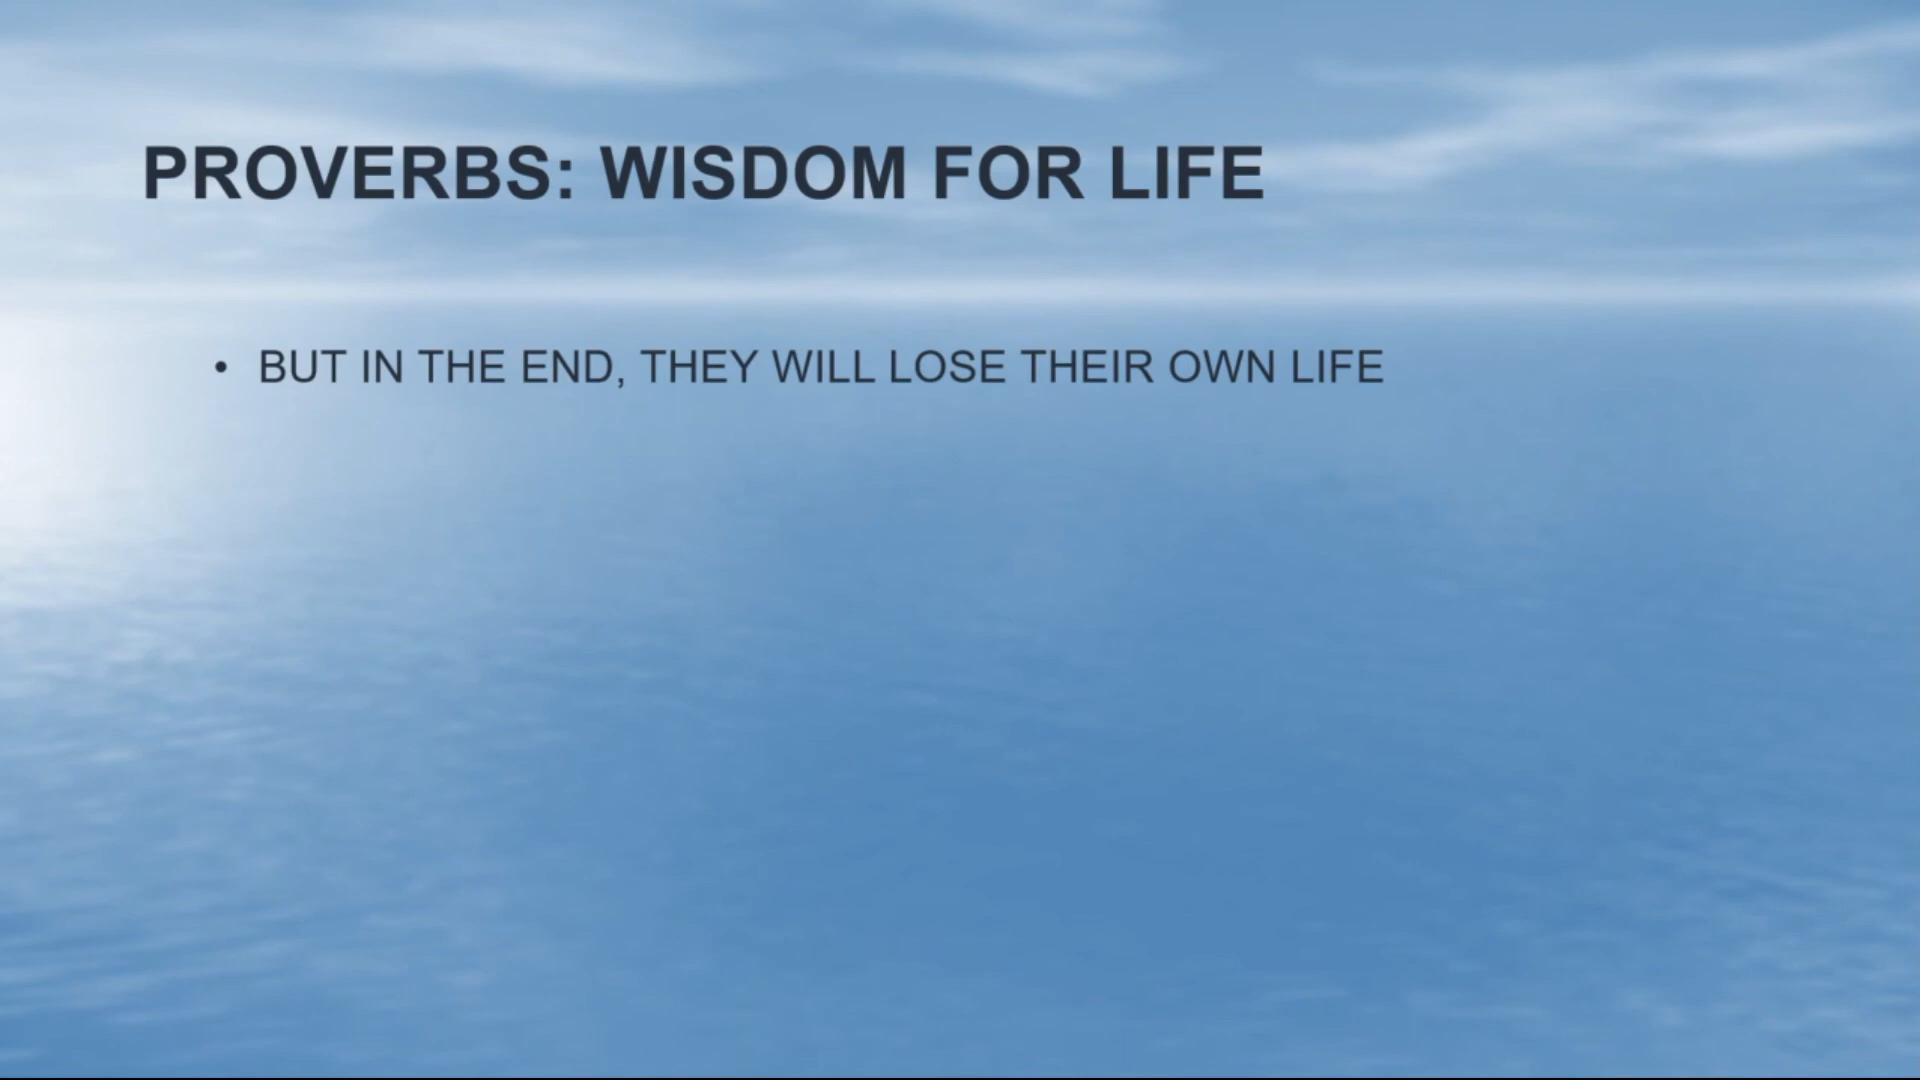 PROVERBS: WISDOM FOR LIFE
• BUT IN THE END, THEY WILL LOSE THEIR OWN LIFE